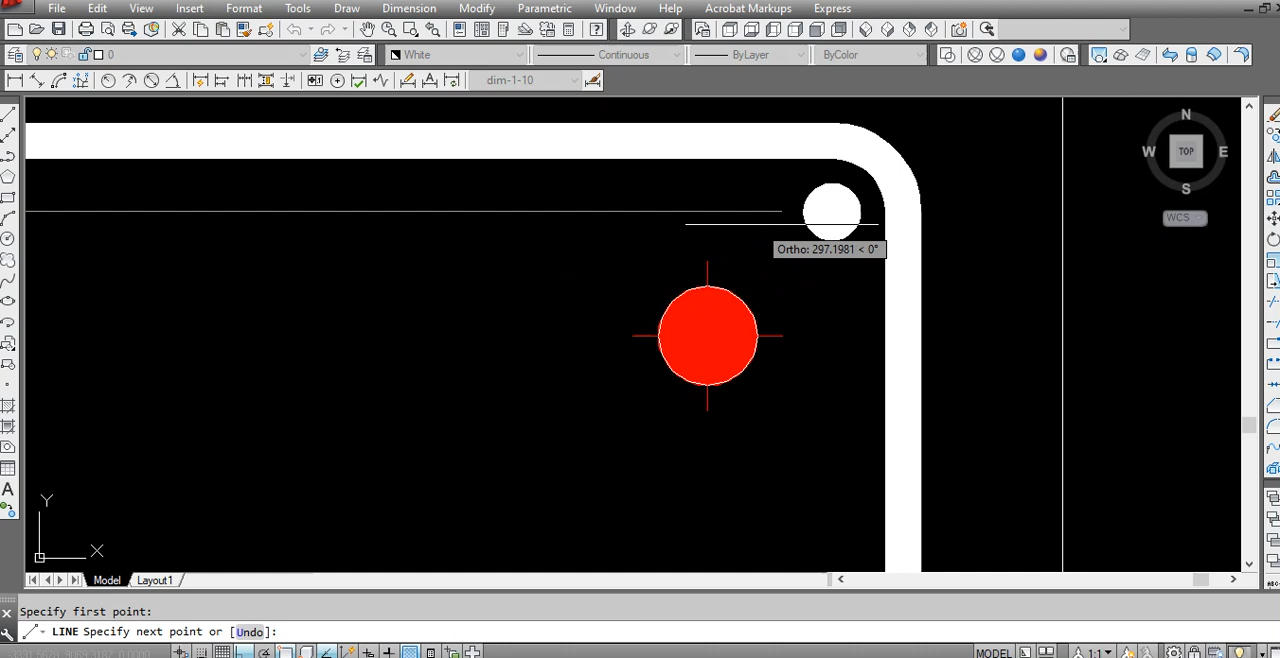 File Edit View Insert Format Tools Draw Dimension Modify Parametric Window Help Acrobat Markups Express
0 White Continuous ByLayer ByColor
dim-1-10
N
W TOP E
S
WCS
Ortho: 297.1981 < 0°
Y
X
Model Layout1
Specify first point:
LINE Specify next point or [Undo]:
MODEL 1:1